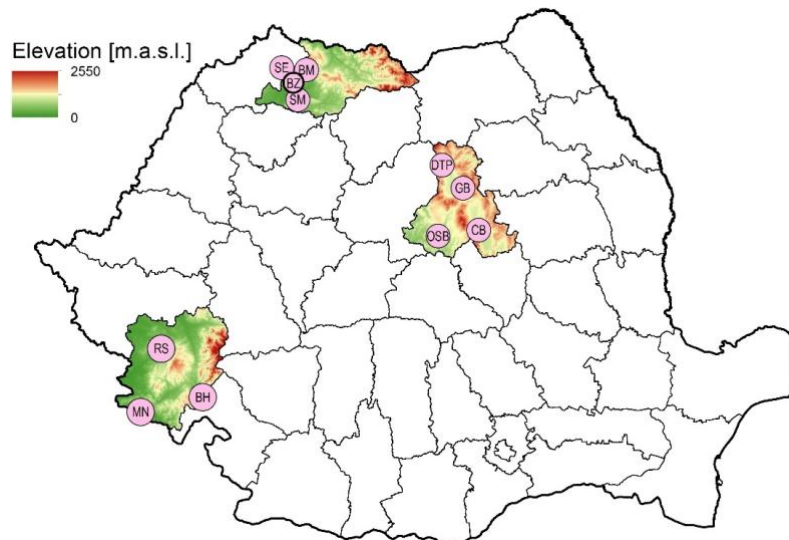 Elevation [m.a.s.l.]
2550
0
SE
BM
BZ
SM
DTP
GB
OSB
CB
RS
BH
MN